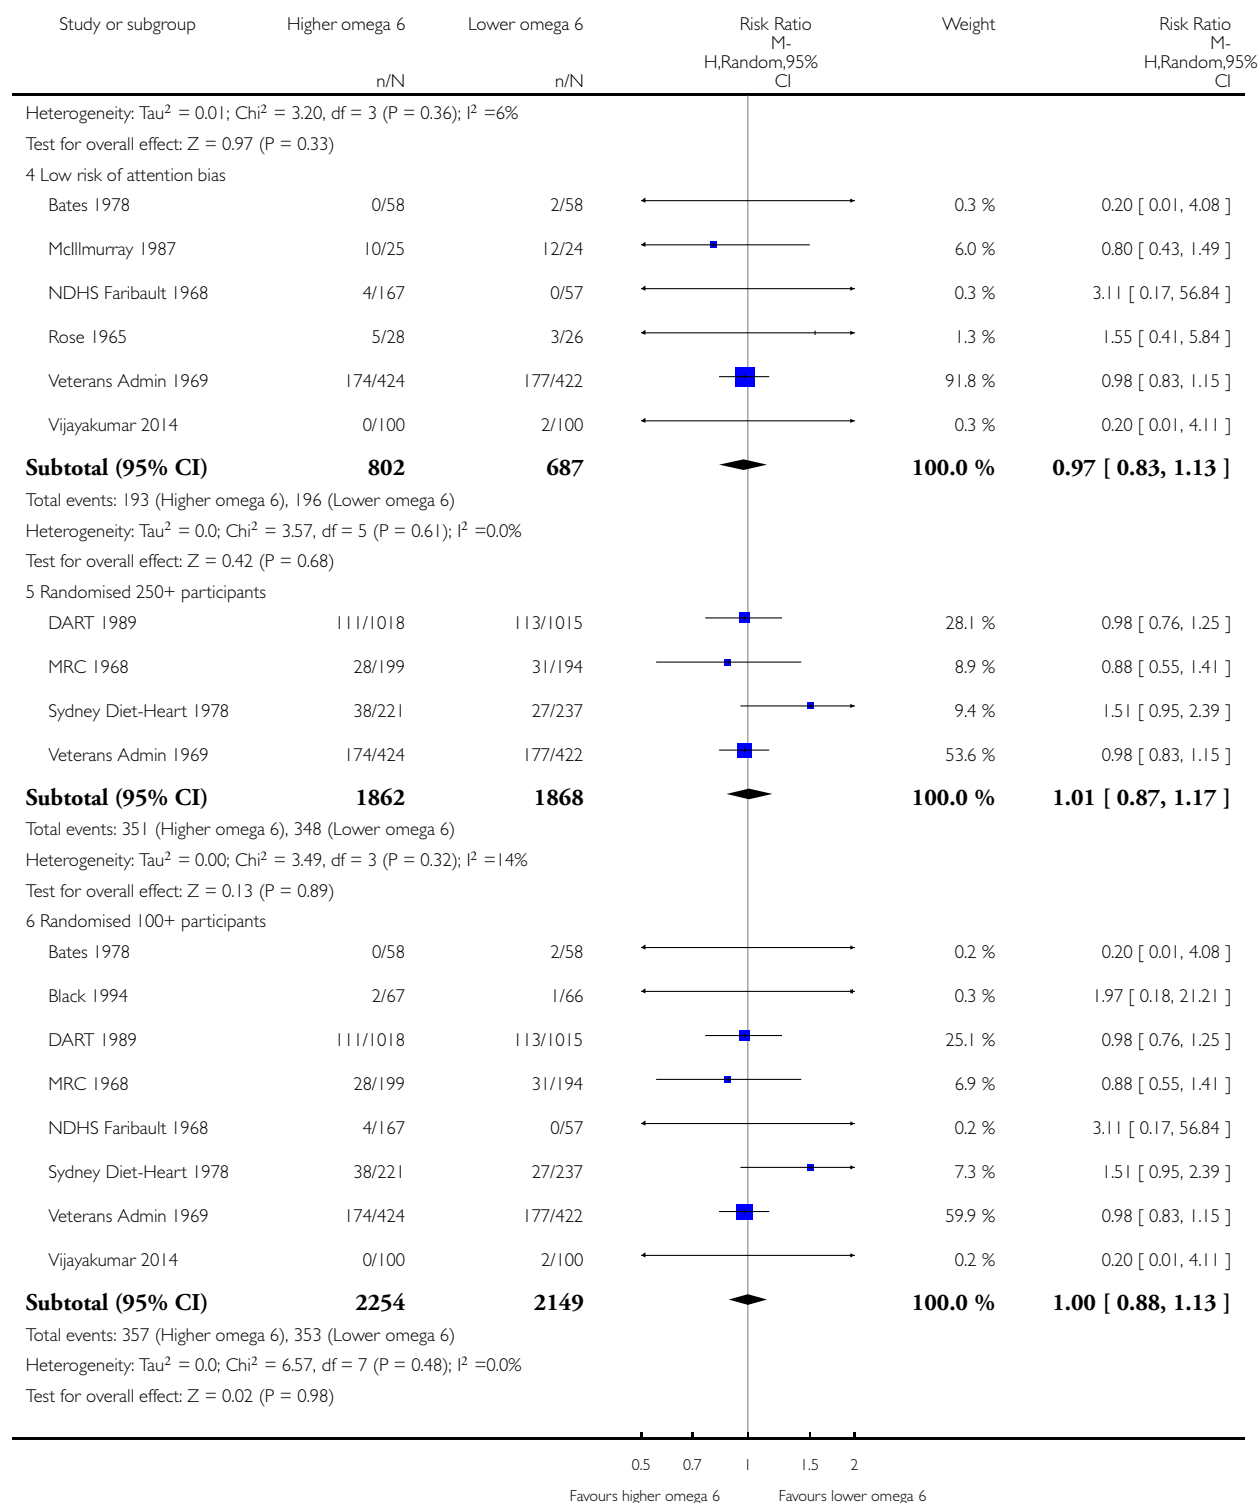 Study or subgroup Higher omega 6 Lower omega 6 Risk Ratio Weight Risk Ratio
M- M-
H,Random,95% H,Random,95%
n/N n/N CI CI
Heterogeneity: Tau² = 0.01; Chi² = 3.20, df = 3 (P = 0.36); I² =6%
Test for overall effect: Z = 0.97 (P = 0.33)
4 Low risk of attention bias
Bates 1978 0/58 2/58 0.3 % 0.20 [ 0.01, 4.08 ]
McIllmurray 1987 10/25 12/24 6.0 % 0.80 [ 0.43, 1.49 ]
NDHS Faribault 1968 4/167 0/57 0.3 % 3.11 [ 0.17, 56.84 ]
Rose 1965 5/28 3/26 1.3 % 1.55 [ 0.41, 5.84 ]
Veterans Admin 1969 174/424 177/422 91.8 % 0.98 [ 0.83, 1.15 ]
Vijayakumar 2014 0/100 2/100 0.3 % 0.20 [ 0.01, 4.11 ]
Subtotal (95% CI) 802 687 100.0 % 0.97 [ 0.83, 1.13 ]
Total events: 193 (Higher omega 6), 196 (Lower omega 6)
Heterogeneity: Tau² = 0.0; Chi² = 3.57, df = 5 (P = 0.61); I² =0.0%
Test for overall effect: Z = 0.42 (P = 0.68)
5 Randomised 250+ participants
DART 1989 111/1018 113/1015 28.1 % 0.98 [ 0.76, 1.25 ]
MRC 1968 28/199 31/194 8.9 % 0.88 [ 0.55, 1.41 ]
Sydney Diet-Heart 1978 38/221 27/237 9.4 % 1.51 [ 0.95, 2.39 ]
Veterans Admin 1969 174/424 177/422 53.6 % 0.98 [ 0.83, 1.15 ]
Subtotal (95% CI) 1862 1868 100.0 % 1.01 [ 0.87, 1.17 ]
Total events: 351 (Higher omega 6), 348 (Lower omega 6)
Heterogeneity: Tau² = 0.00; Chi² = 3.49, df = 3 (P = 0.32); I² =14%
Test for overall effect: Z = 0.13 (P = 0.89)
6 Randomised 100+ participants
Bates 1978 0/58 2/58 0.2 % 0.20 [ 0.01, 4.08 ]
Black 1994 2/67 1/66 0.3 % 1.97 [ 0.18, 21.21 ]
DART 1989 111/1018 113/1015 25.1 % 0.98 [ 0.76, 1.25 ]
MRC 1968 28/199 31/194 6.9 % 0.88 [ 0.55, 1.41 ]
NDHS Faribault 1968 4/167 0/57 0.2 % 3.11 [ 0.17, 56.84 ]
Sydney Diet-Heart 1978 38/221 27/237 7.3 % 1.51 [ 0.95, 2.39 ]
Veterans Admin 1969 174/424 177/422 59.9 % 0.98 [ 0.83, 1.15 ]
Vijayakumar 2014 0/100 2/100 0.2 % 0.20 [ 0.01, 4.11 ]
Subtotal (95% CI) 2254 2149 100.0 % 1.00 [ 0.88, 1.13 ]
Total events: 357 (Higher omega 6), 353 (Lower omega 6)
Heterogeneity: Tau² = 0.0; Chi² = 6.57, df = 7 (P = 0.48); I² =0.0%
Test for overall effect: Z = 0.02 (P = 0.98)
0.5 0.7 1 1.5 2
Favours higher omega 6 Favours lower omega 6